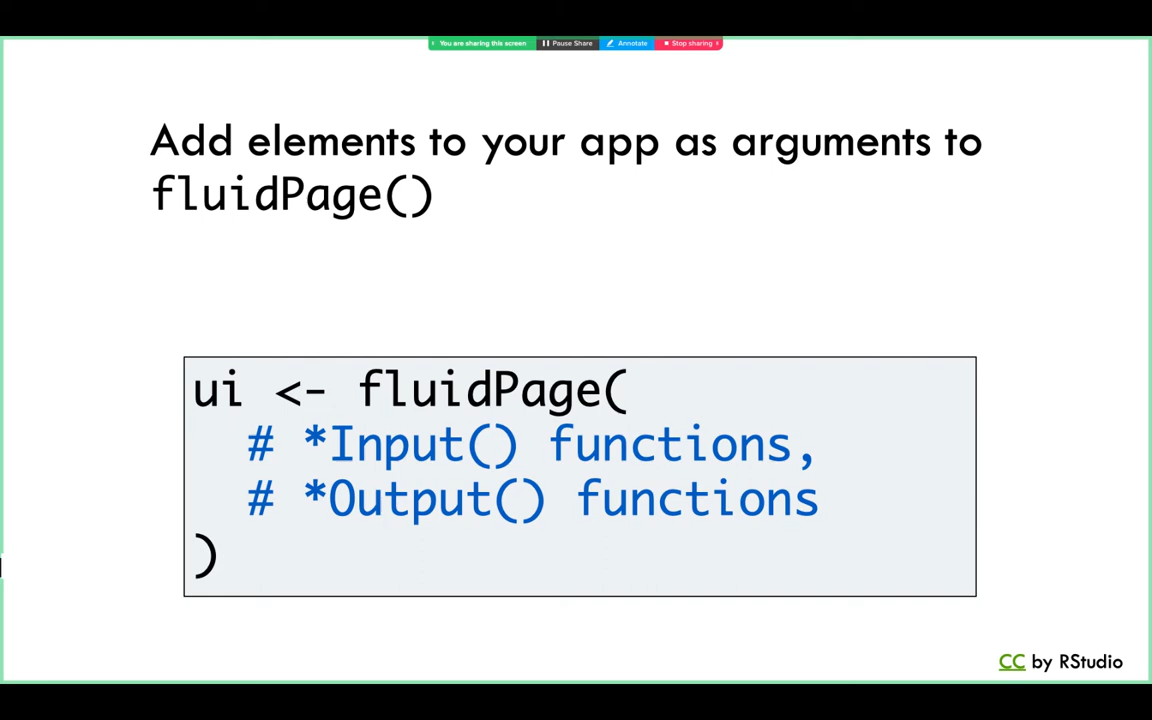 You are sharing this screen Pause Share Annotate Stop sharing
Add elements to your app as arguments to
fluidPage()
ui <- fluidPage(
  # *Input() functions,
  # *Output() functions
)
CC by RStudio